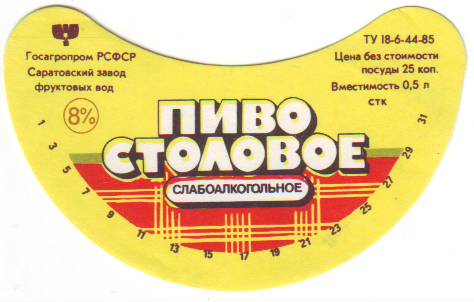 Госагропром РСФСР
Саратовский завод
фруктовых вод
8%
ТУ 18-6-44-85
Цена без стоимости
посуды 25 коп.
Вместимость 0,5 л
стк
ПИВО
СТОЛОВОЕ
СЛАБОАЛКОГОЛЬНОЕ
1 3 5 7 9 11 13 15 17 19 21 23 25 27 29 31